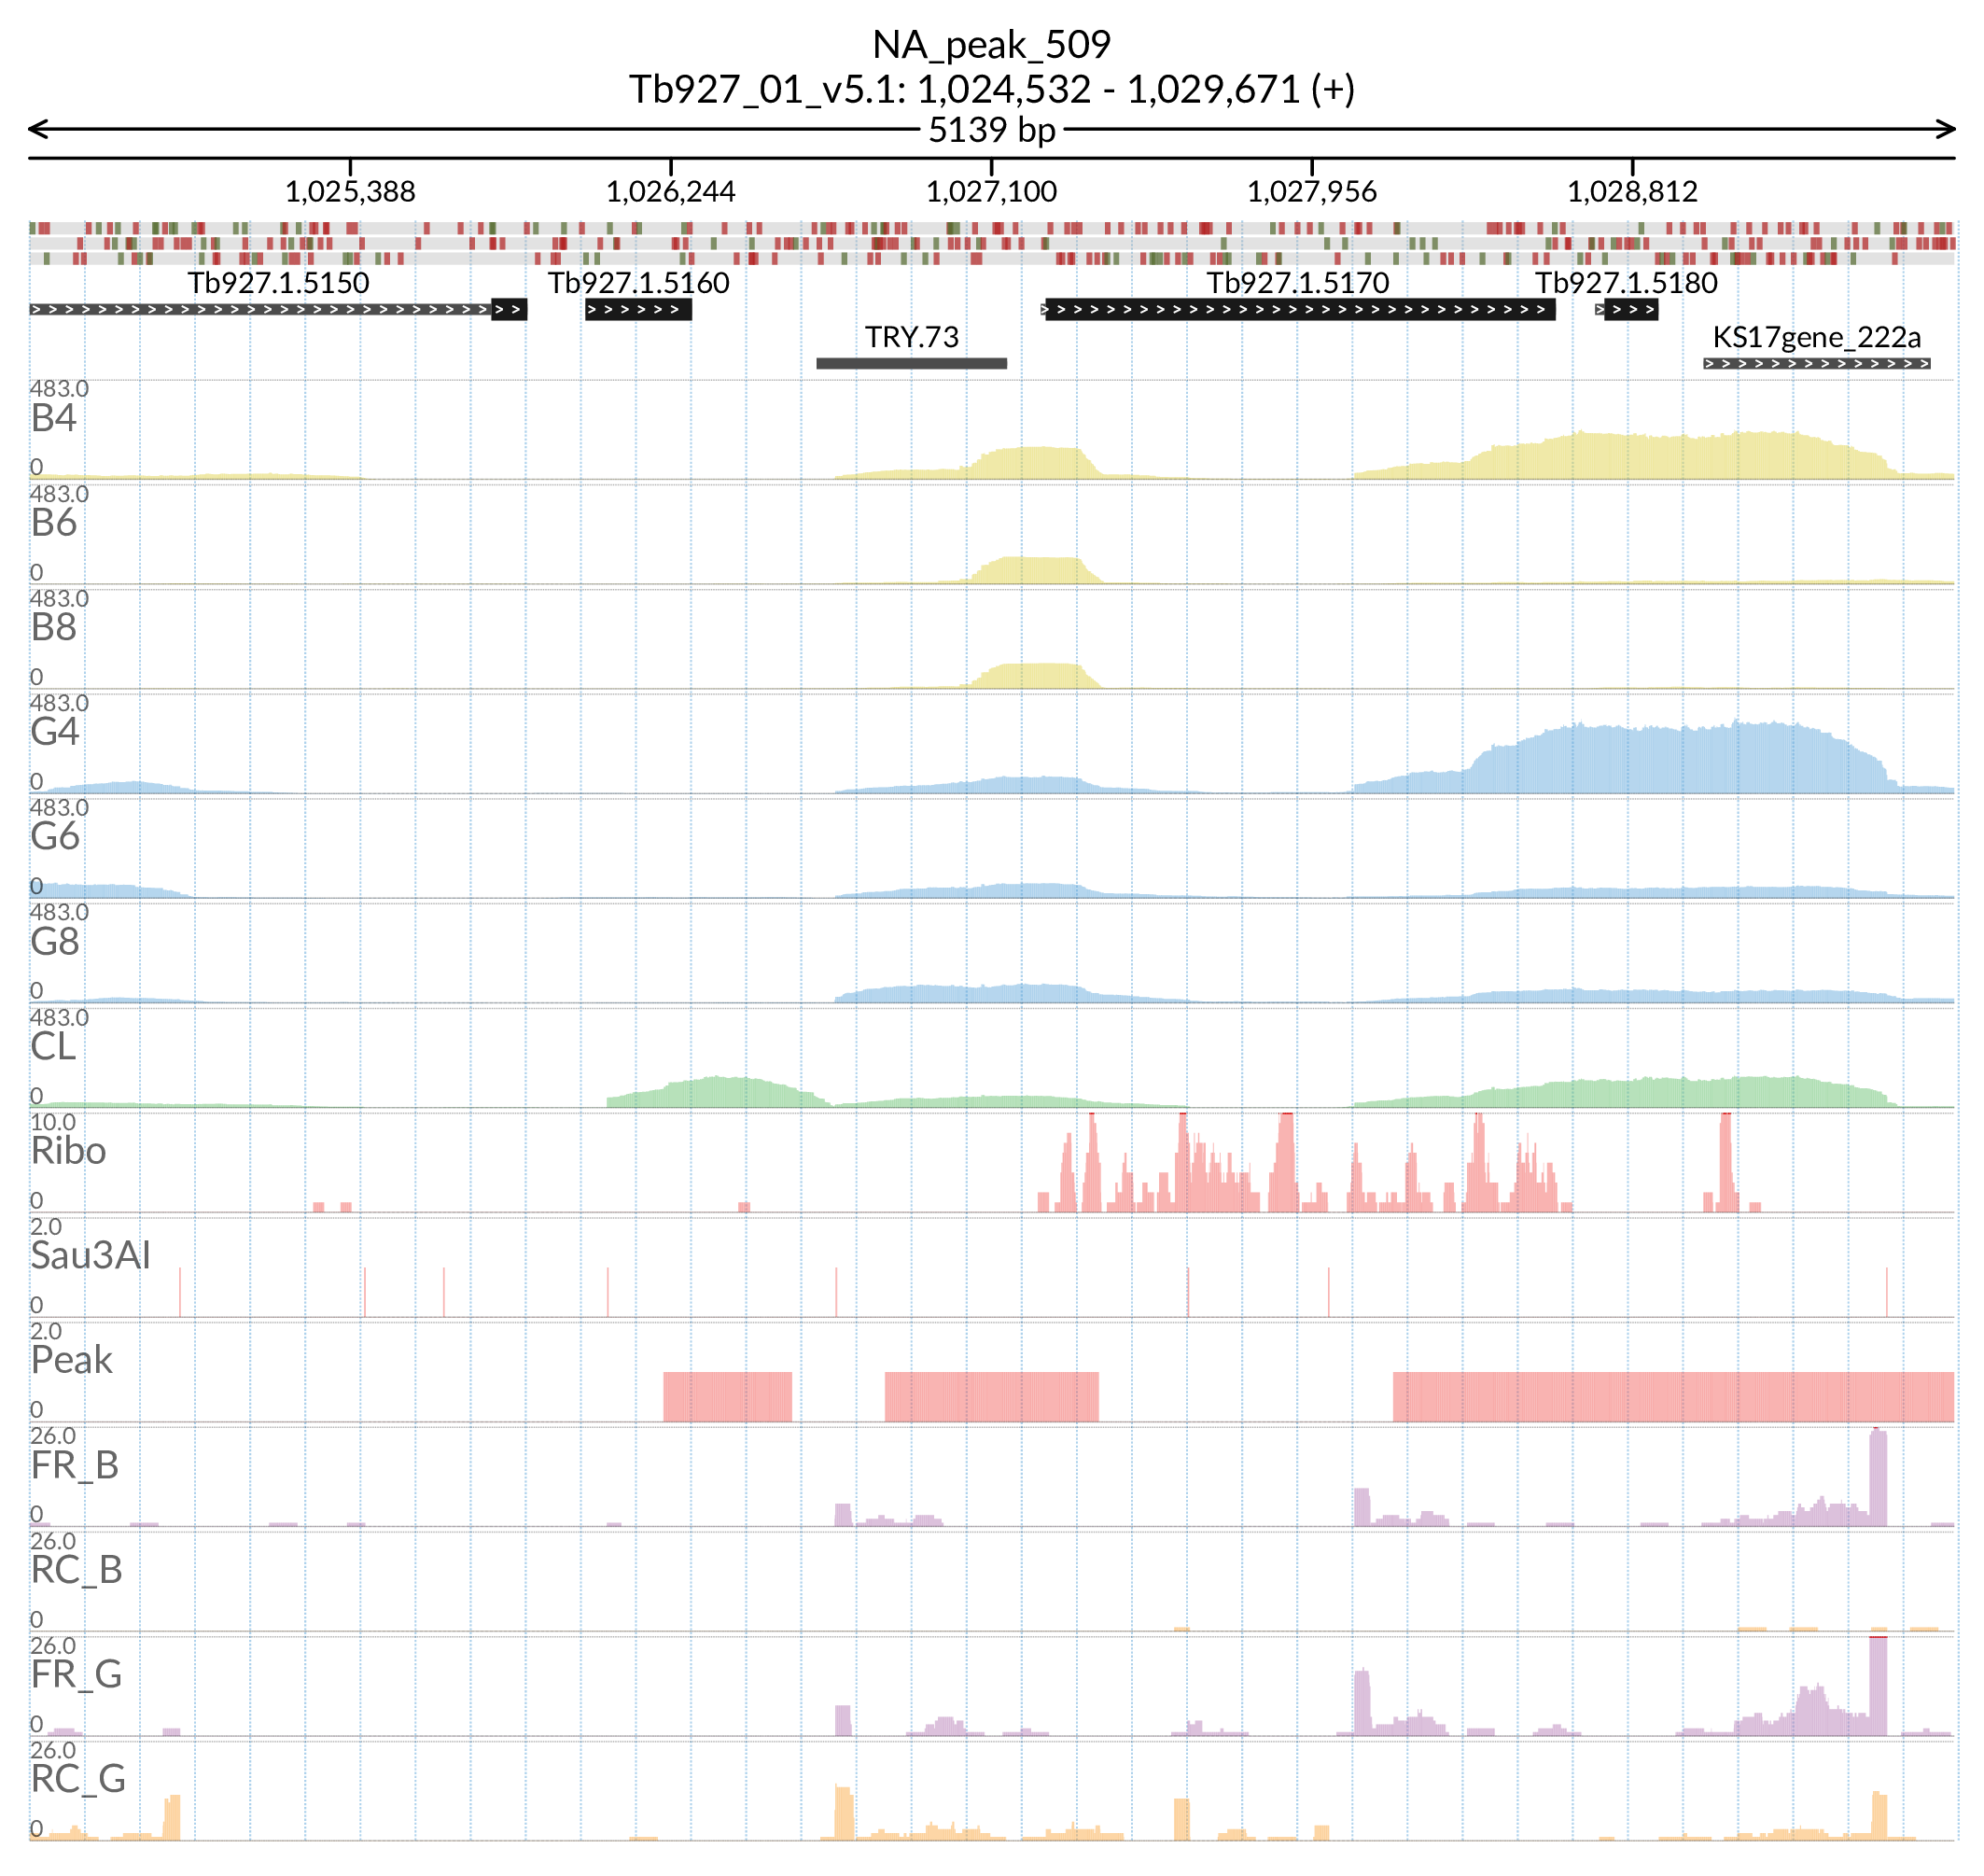 NA_peak_509
Tb927_01_v5.1: 1,024,532 - 1,029,671 (+)
5139 bp
1,025,388 1,026,244 1,027,100 1,027,956 1,028,812
Tb927.1.5150 Tb927.1.5160 Tb927.1.5170 Tb927.1.5180
TRY.73 KS17gene_222a
483.0
B4
0
483.0
B6
0
483.0
B8
0
483.0
G4
0
483.0
G6
0
483.0
G8
0
483.0
CL
0
10.0
Ribo
0
2.0
Sau3AI
0
2.0
Peak
0
26.0
FR_B
0
26.0
RC_B
0
26.0
FR_G
0
26.0
RC_G
0